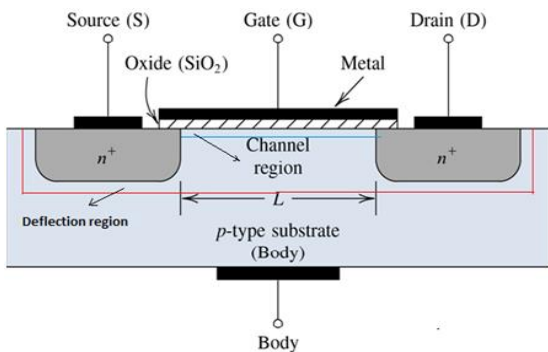 Source (S)
Gate (G)
Drain (D)
Oxide (SiO₂)
Metal
n⁺
Channel
region
n⁺
L
Deflection region
p-type substrate
(Body)
Body